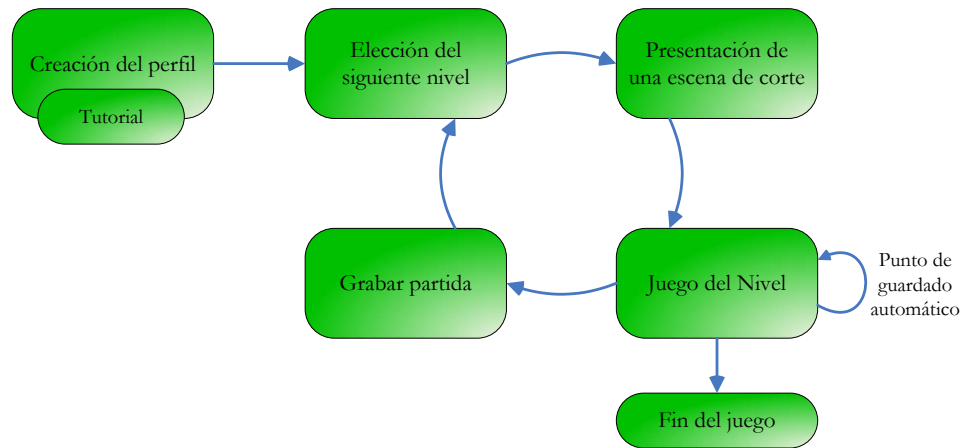 Creación del perfil
Tutorial
Elección del
siguiente nivel
Presentación de
una escena de corte
Grabar partida
Juego del Nivel
Punto de
guardado
automático
Fin del juego